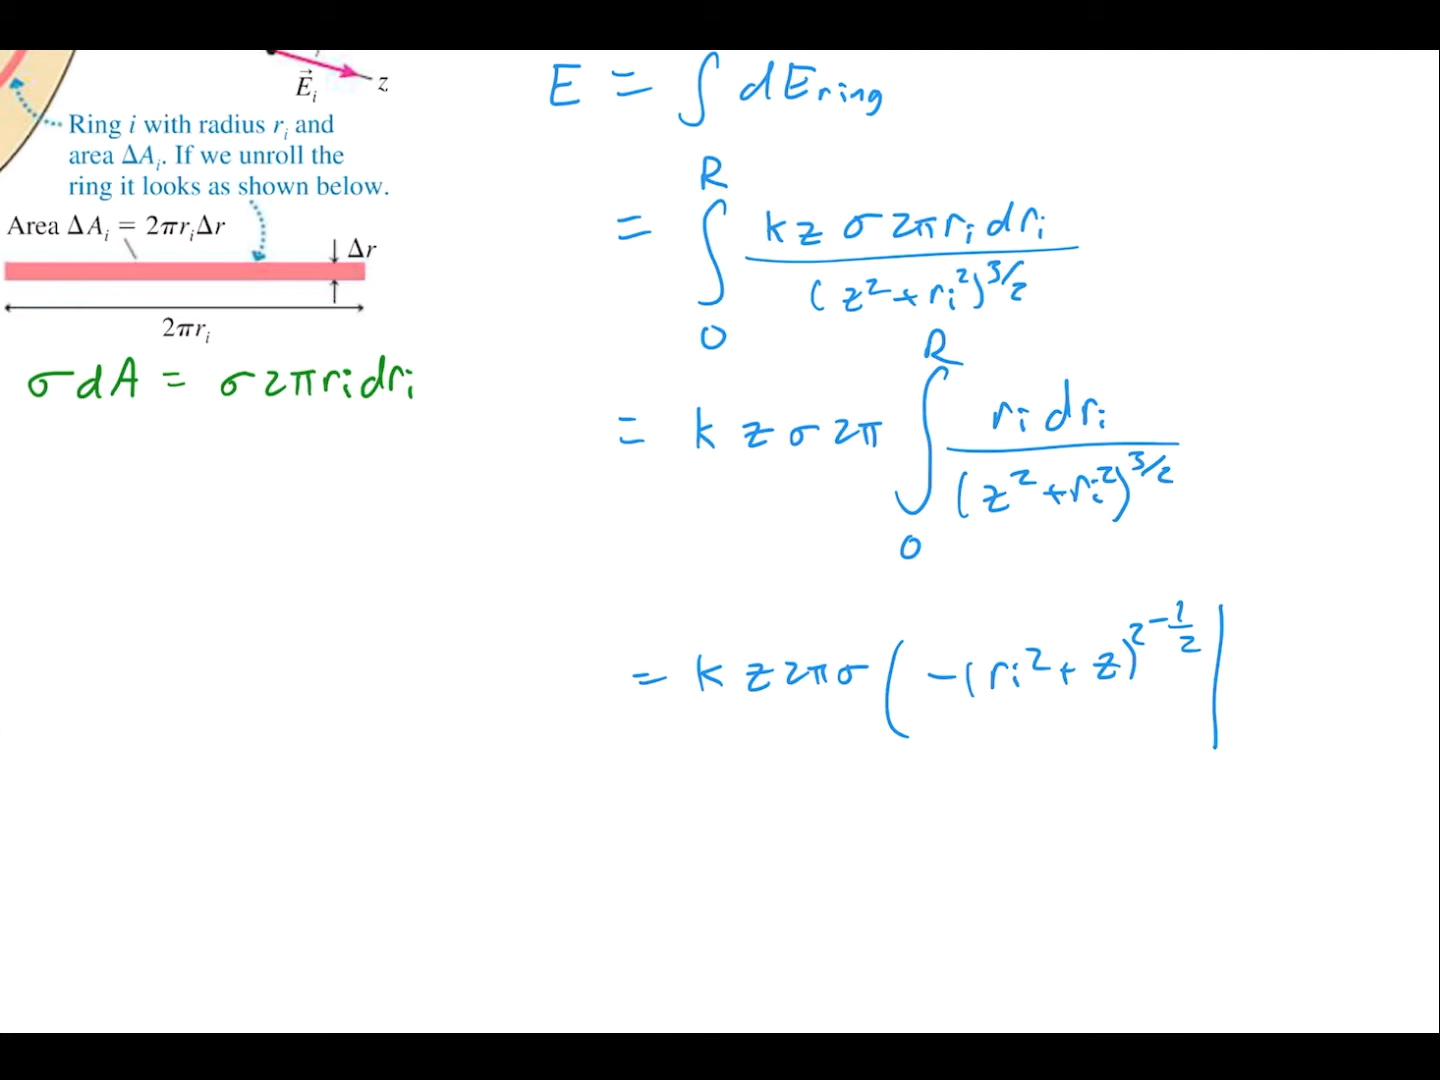 E⃗ᵢ
z
Ring i with radius rᵢ and
area ΔAᵢ. If we unroll the
ring it looks as shown below.
Area ΔAᵢ = 2πrᵢΔr
Δr
2πrᵢ
σdA = σ2πrᵢdrᵢ
E = ∫ dE_ring
= ∫₀ᴿ kzσ2πrᵢdrᵢ / (z² + rᵢ²)^3/2
= kzσ2π ∫₀ᴿ rᵢdrᵢ / (z² + rᵢ²)^3/2
= kz2πσ ( -(rᵢ² + z)^2 -1/2 |